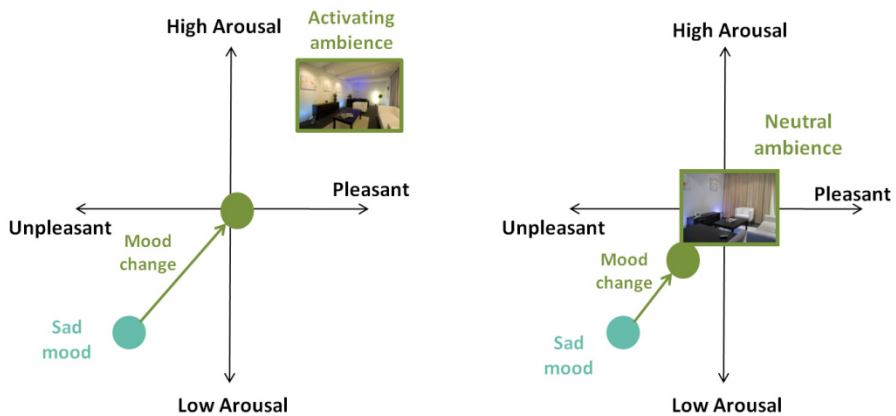 High Arousal
Activating
ambience
Pleasant
Unpleasant
Mood
change
Sad
mood
Low Arousal
High Arousal
Neutral
ambience
Pleasant
Unpleasant
Mood
change
Sad
mood
Low Arousal